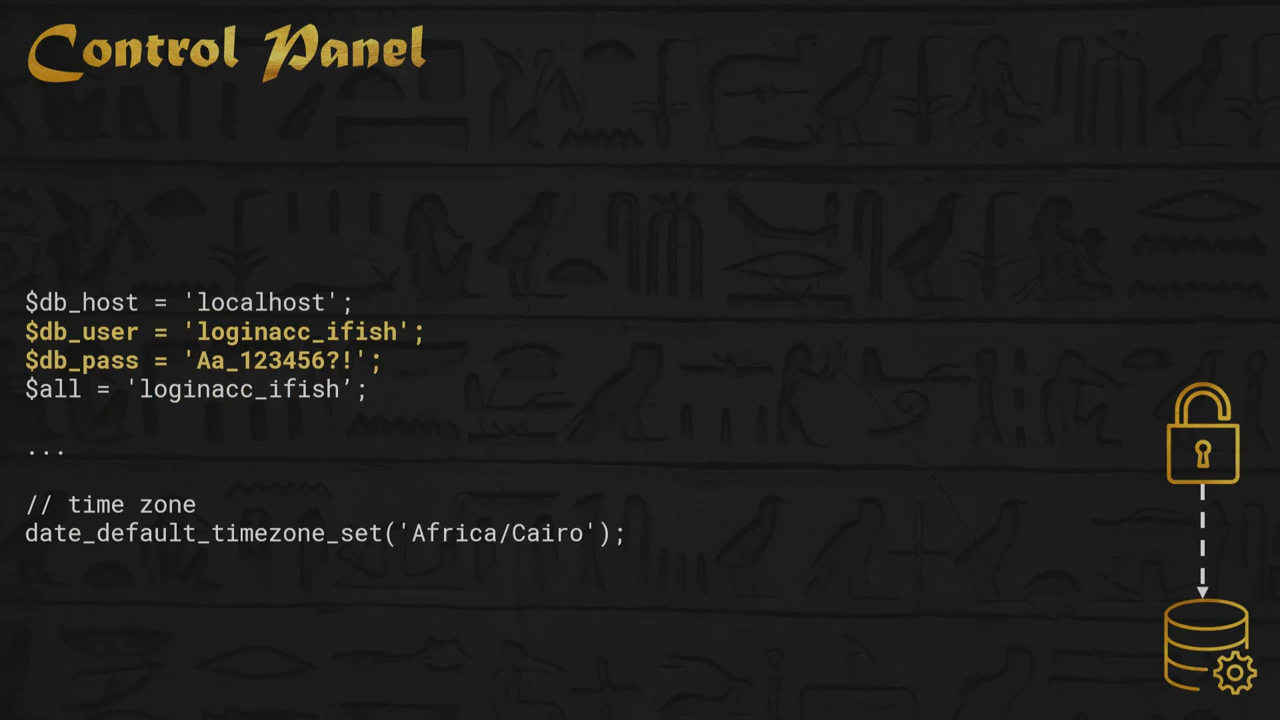 Control Panel
$db_host = 'localhost';
$db_user = 'loginacc_ifish';
$db_pass = 'Aa_123456?!';
$all = 'loginacc_ifish’;
...
// time zone
date_default_timezone_set('Africa/Cairo');